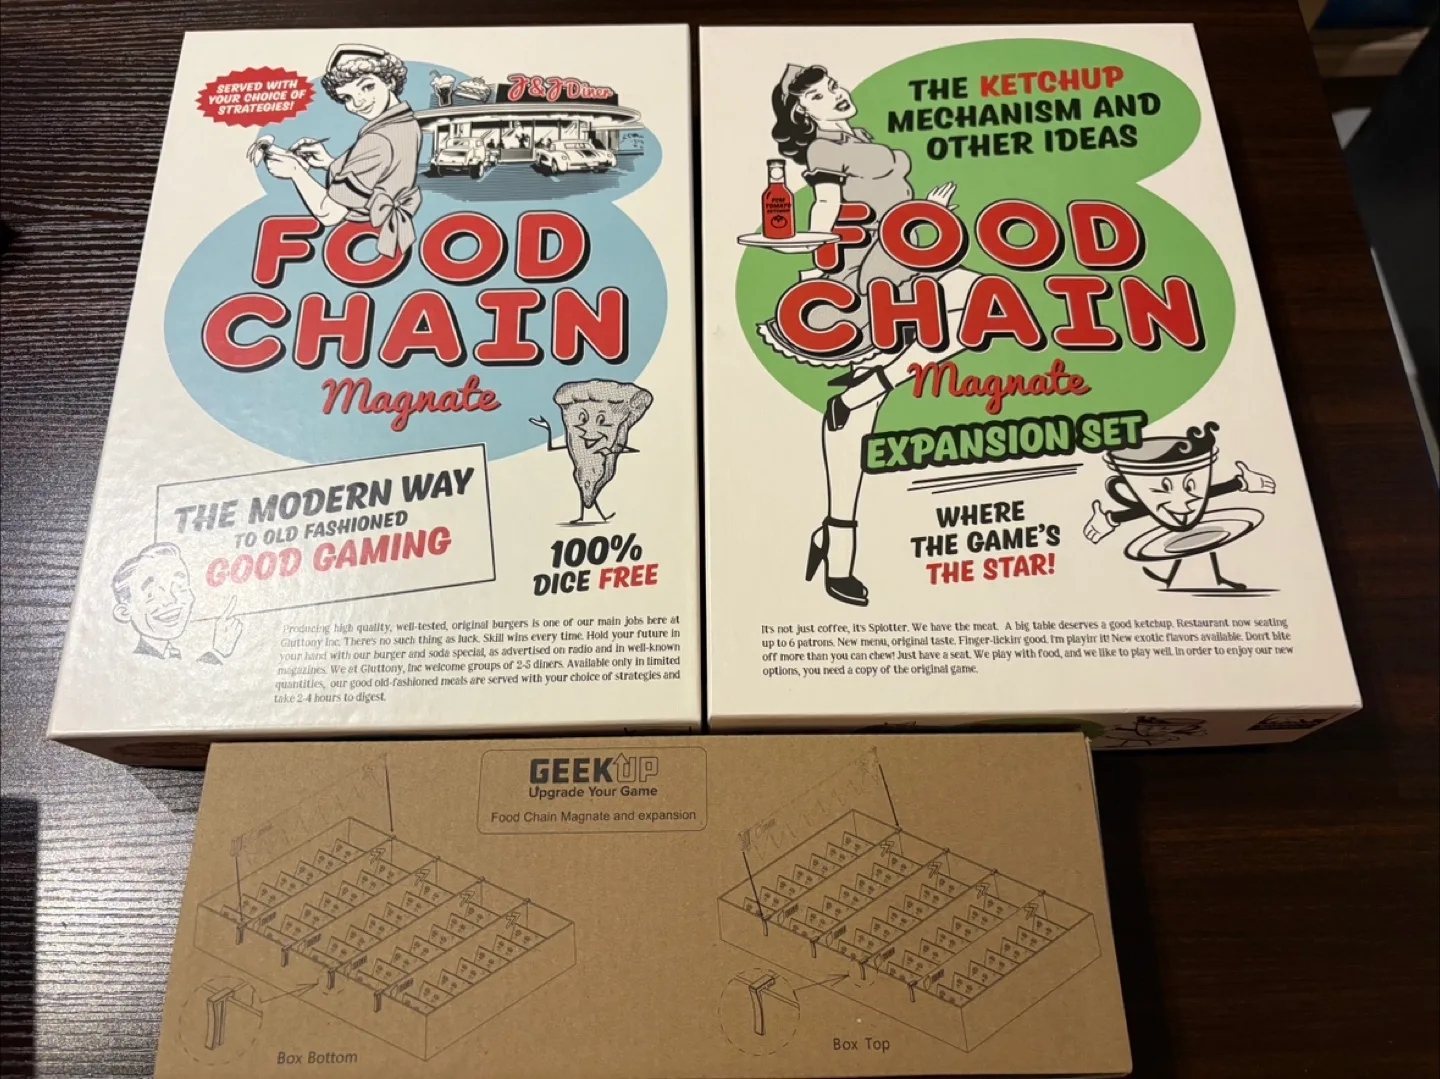 SERVED WITH
YOUR CHOICE OF
STRATEGIES!
J&J Diner
FOOD
CHAIN
Magnate
THE MODERN WAY
TO OLD FASHIONED
GOOD GAMING
100%
DICE FREE
Producing high quality, well-tested, original burgers is one of our main jobs here at
Gluttony Inc. There's no such thing as luck. Skill wins every time. Hold your future in
your hand with our burger and soda special, as advertised on radio and in well-known
magazines. We at Gluttony, Inc welcome groups of 2-5 diners. Available only in limited
quantities, our good old-fashioned meals are served with your choice of strategies and
take 2-4 hours to digest.
THE KETCHUP
MECHANISM AND
OTHER IDEAS
FOOD
CHAIN
Magnate
EXPANSION SET
WHERE
THE GAME'S
THE STAR!
It's not just coffee, it's Splotter. We have the meat. A big table deserves a good ketchup. Restaurant now seating
up to 6 patrons. New menu, original taste. Finger-lickin' good. I'm playin' it! New exotic flavors available. Don't bite
off more than you can chew! Just have a seat. We play with food, and we like to play well. In order to enjoy our new
options, you need a copy of the original game.
GEEKUP
Upgrade Your Game
Food Chain Magnate and expansion
Box Bottom
Box Top